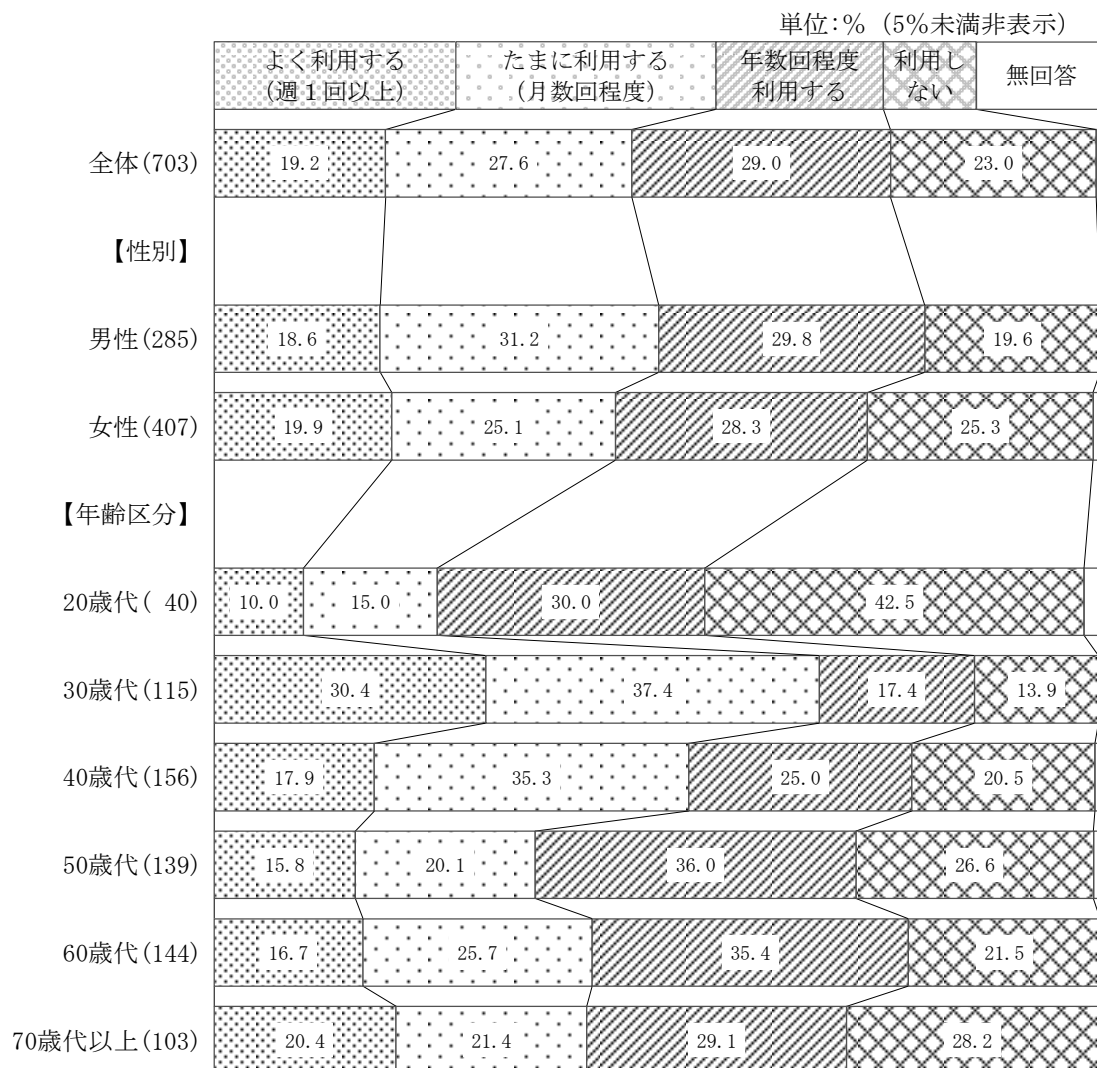 単位:％（5％未満非表示）
よく利用する
（週１回以上）
たまに利用する
（月数回程度）
年数回程度
利用する
利用し
ない
無回答
全体(703) 19.2 27.6 29.0 23.0
【性別】
男性(285) 18.6 31.2 29.8 19.6
女性(407) 19.9 25.1 28.3 25.3
【年齢区分】
20歳代( 40) 10.0 15.0 30.0 42.5
30歳代(115) 30.4 37.4 17.4 13.9
40歳代(156) 17.9 35.3 25.0 20.5
50歳代(139) 15.8 20.1 36.0 26.6
60歳代(144) 16.7 25.7 35.4 21.5
70歳代以上(103) 20.4 21.4 29.1 28.2